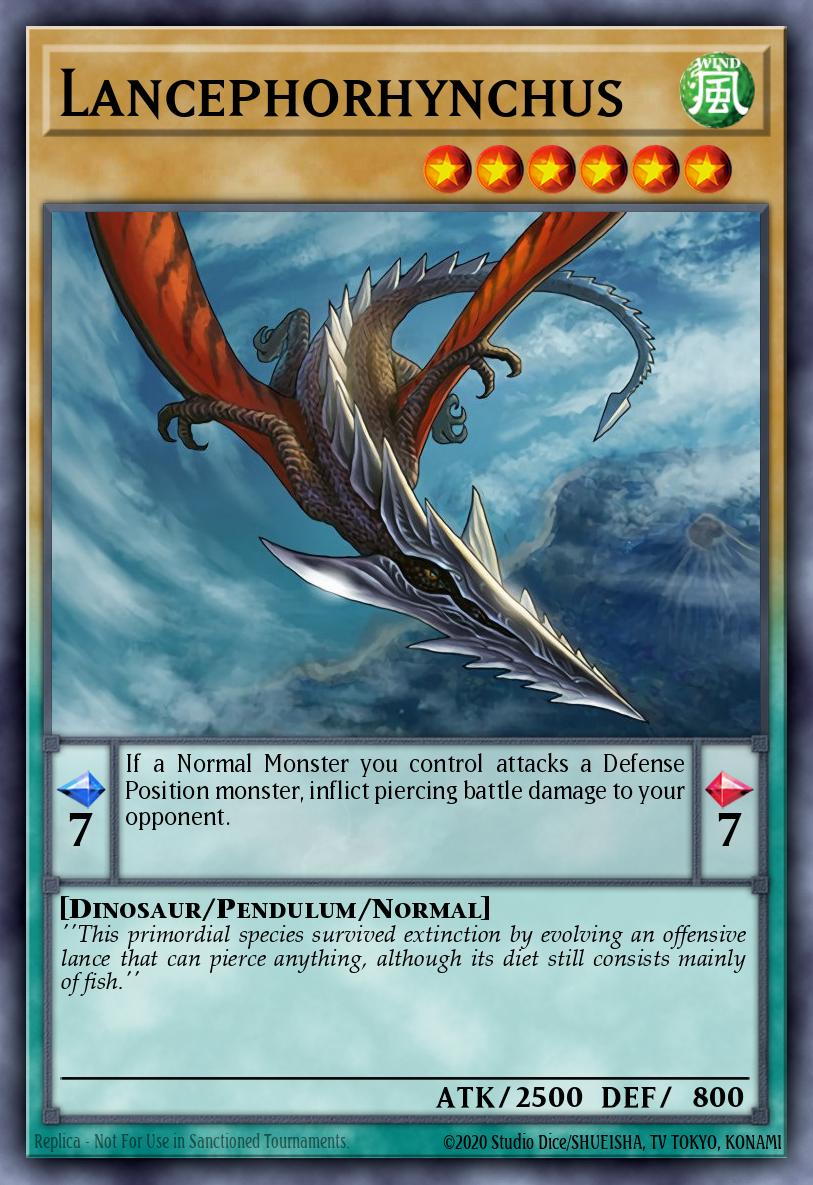 LANCEPHORHYNCHUS
WIND
風
If a Normal Monster you control attacks a Defense
Position monster, inflict piercing battle damage to your
opponent.
7
7
[DINOSAUR/PENDULUM/NORMAL]
''This primordial species survived extinction by evolving an offensive
lance that can pierce anything, although its diet still consists mainly
of fish.''
ATK/2500 DEF/ 800
Replica - Not For Use in Sanctioned Tournaments.
©2020 Studio Dice/SHUEISHA, TV TOKYO, KONAMI